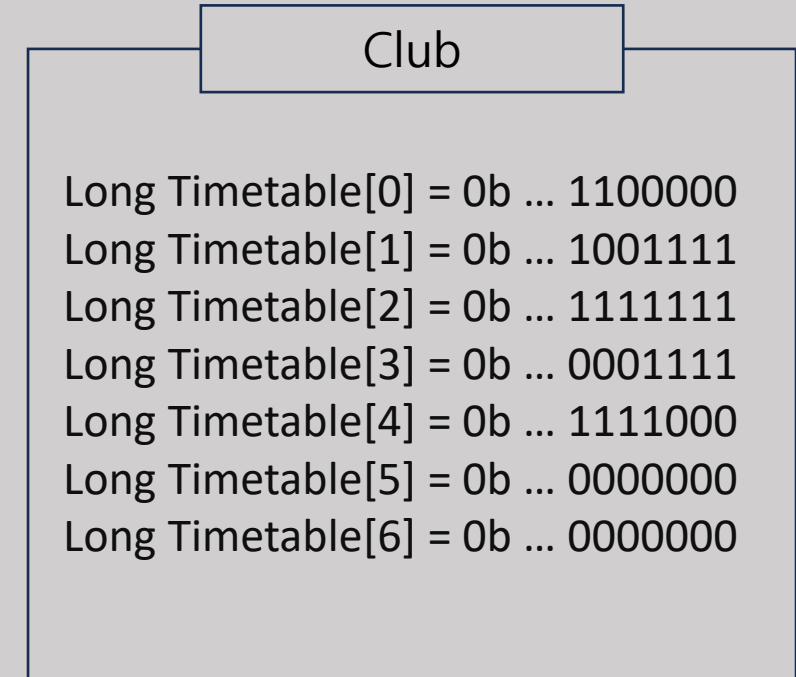 Club
Long Timetable[0] = 0b … 1100000
Long Timetable[1] = 0b … 1001111
Long Timetable[2] = 0b … 1111111
Long Timetable[3] = 0b … 0001111
Long Timetable[4] = 0b … 1111000
Long Timetable[5] = 0b … 0000000
Long Timetable[6] = 0b … 0000000